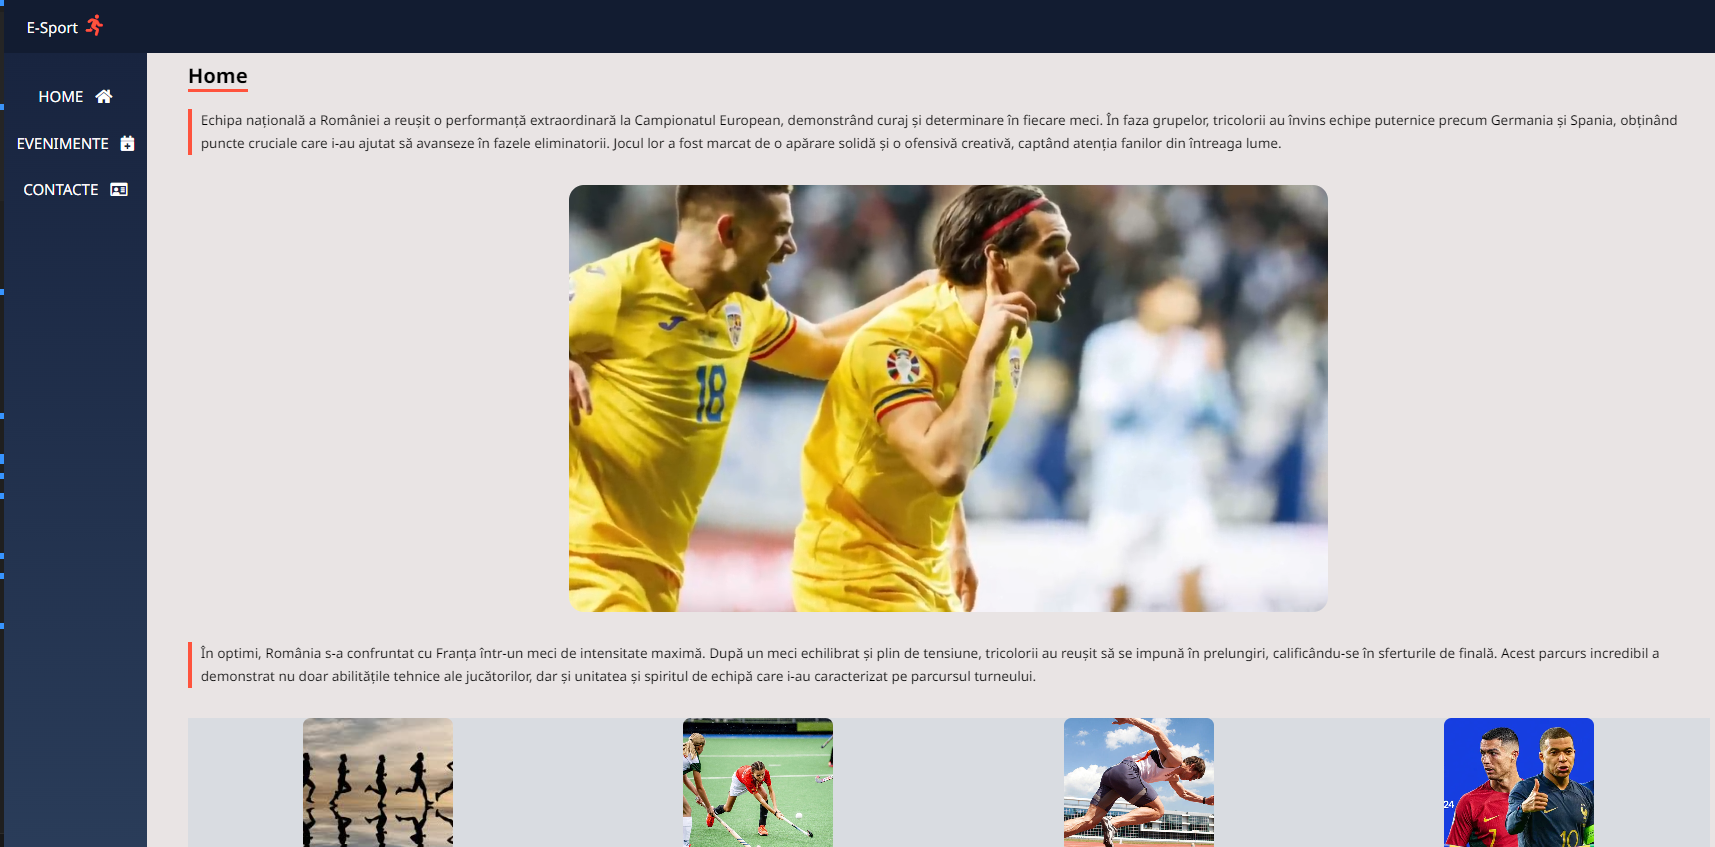 E-Sport
HOME
EVENIMENTE
CONTACTE
Home
Echipa națională a României a reușit o performanță extraordinară la Campionatul European, demonstrând curaj și determinare în fiecare meci. În faza grupelor, tricolorii au învins echipe puternice precum Germania și Spania, obținând
puncte cruciale care i-au ajutat să avanseze în fazele eliminatorii. Jocul lor a fost marcat de o apărare solidă și o ofensivă creativă, captând atenția fanilor din întreaga lume.
18
În optimi, România s-a confruntat cu Franța într-un meci de intensitate maximă. După un meci echilibrat și plin de tensiune, tricolorii au reușit să se impună în prelungiri, calificându-se în sferturile de finală. Acest parcurs incredibil a
demonstrat nu doar abilitățile tehnice ale jucătorilor, dar și unitatea și spiritul de echipă care i-au caracterizat pe parcursul turneului.
24
7
10